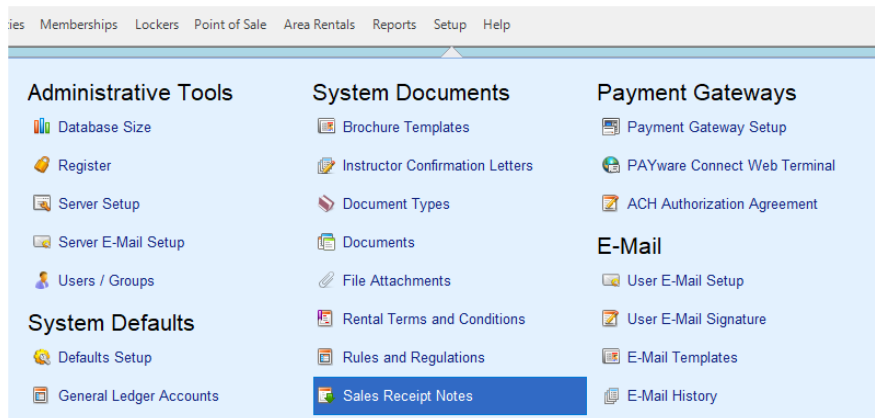 ies Memberships Lockers Point of Sale Area Rentals Reports Setup Help
Administrative Tools
Database Size
Register
Server Setup
Server E-Mail Setup
Users / Groups
System Defaults
Defaults Setup
General Ledger Accounts
System Documents
Brochure Templates
Instructor Confirmation Letters
Document Types
Documents
File Attachments
Rental Terms and Conditions
Rules and Regulations
Sales Receipt Notes
Payment Gateways
Payment Gateway Setup
PAYware Connect Web Terminal
ACH Authorization Agreement
E-Mail
User E-Mail Setup
User E-Mail Signature
E-Mail Templates
E-Mail History